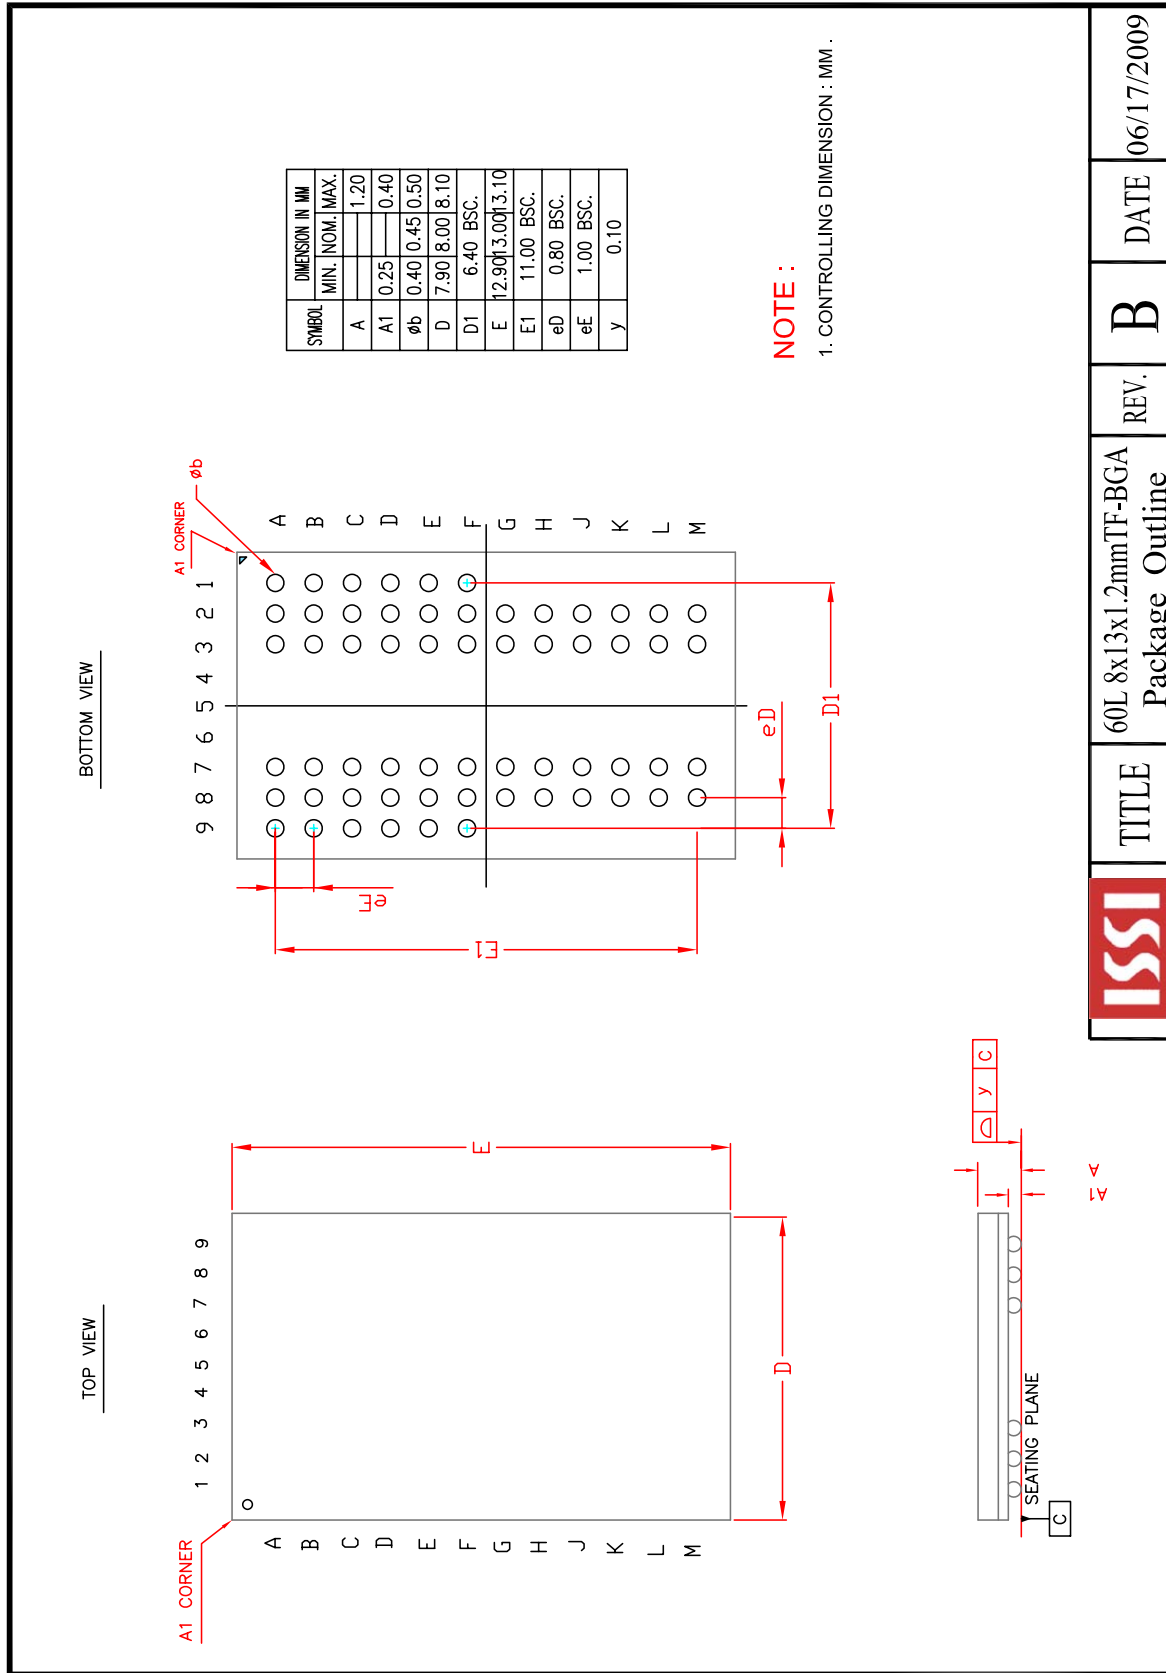 TOP VIEW
BOTTOM VIEW
A1 CORNER
1 2 3 4 5 6 7 8 9
A
B
C
D
E
F
G
H
J
K
L
M
E
D
9 8 7 6 5 4 3 2 1
A1 CORNER
øb
A
B
C
D
E
F
G
H
J
K
L
M
eE
E1
eD
D1
SYMBOL DIMENSION IN MM
MIN. NOM. MAX.
A 1.20
A1 0.25 0.40
øb 0.40 0.45 0.50
D 7.90 8.00 8.10
D1 6.40 BSC.
E 12.90 13.00 13.10
E1 11.00 BSC.
eD 0.80 BSC.
eE 1.00 BSC.
y 0.10
NOTE :
1. CONTROLLING DIMENSION : MM .
y C
A
A1
SEATING PLANE
C
ISSI
TITLE
60L 8x13x1.2mmTF-BGA
Package Outline
REV.
B
DATE
06/17/2009